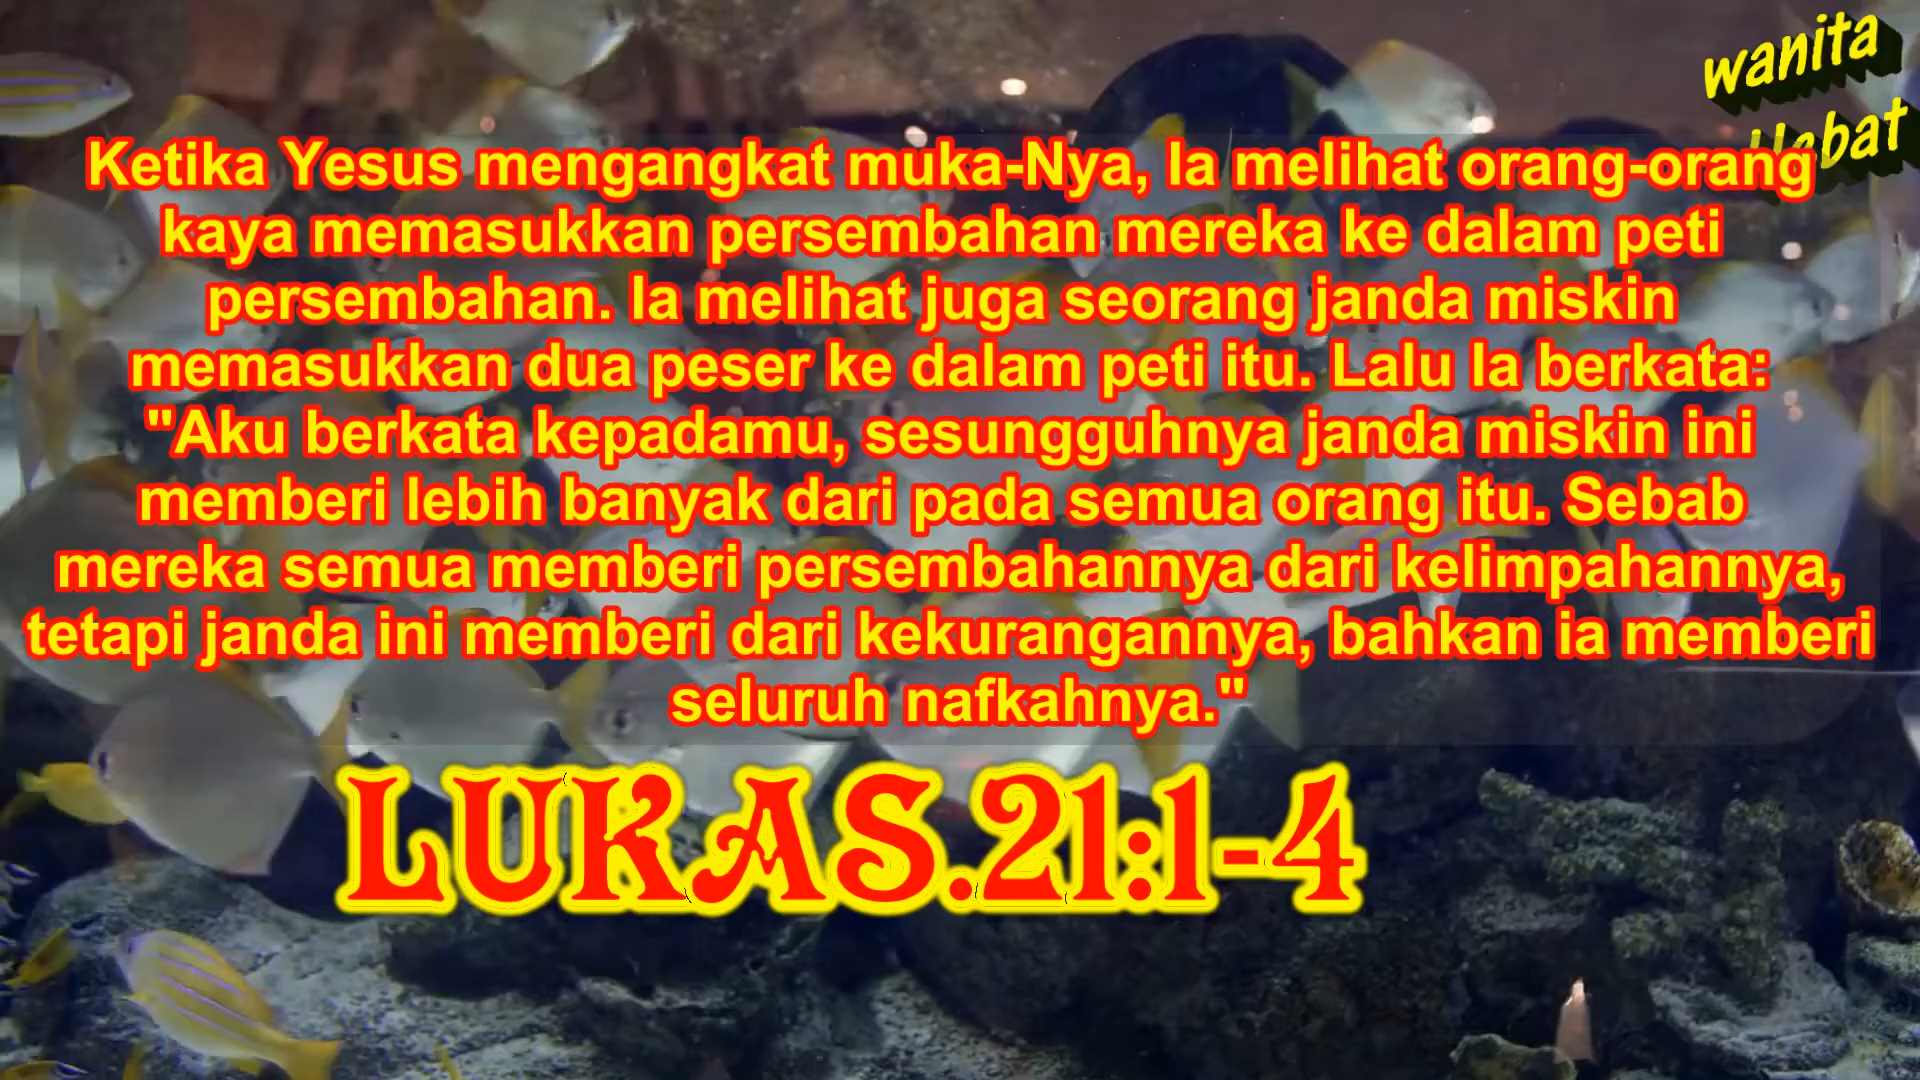 wanita
Hebat
Ketika Yesus mengangkat muka-Nya, Ia melihat orang-orang
kaya memasukkan persembahan mereka ke dalam peti
persembahan. Ia melihat juga seorang janda miskin
memasukkan dua peser ke dalam peti itu. Lalu Ia berkata:
"Aku berkata kepadamu, sesungguhnya janda miskin ini
memberi lebih banyak dari pada semua orang itu. Sebab
mereka semua memberi persembahannya dari kelimpahannya,
tetapi janda ini memberi dari kekurangannya, bahkan ia memberi
seluruh nafkahnya."
LUKAS.21:1-4